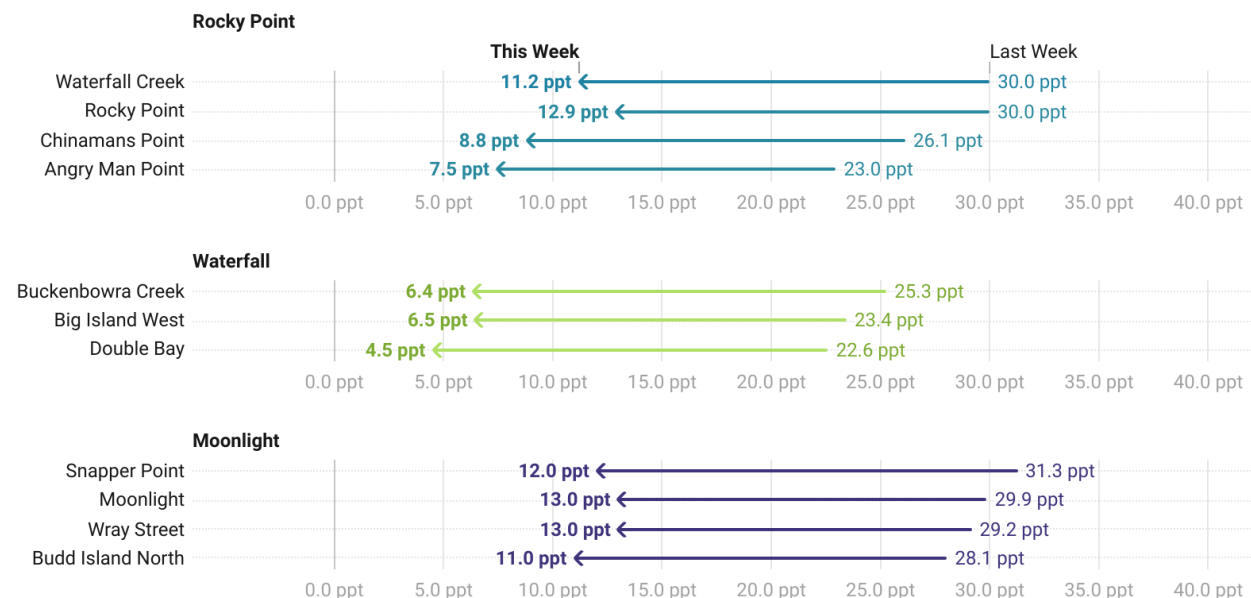 Rocky Point
This Week Last Week
Waterfall Creek 11.2 ppt 30.0 ppt
Rocky Point 12.9 ppt 30.0 ppt
Chinamans Point 8.8 ppt 26.1 ppt
Angry Man Point 7.5 ppt 23.0 ppt
0.0 ppt 5.0 ppt 10.0 ppt 15.0 ppt 20.0 ppt 25.0 ppt 30.0 ppt 35.0 ppt 40.0 ppt
Waterfall
Buckenbowra Creek 6.4 ppt 25.3 ppt
Big Island West 6.5 ppt 23.4 ppt
Double Bay 4.5 ppt 22.6 ppt
0.0 ppt 5.0 ppt 10.0 ppt 15.0 ppt 20.0 ppt 25.0 ppt 30.0 ppt 35.0 ppt 40.0 ppt
Moonlight
Snapper Point 12.0 ppt 31.3 ppt
Moonlight 13.0 ppt 29.9 ppt
Wray Street 13.0 ppt 29.2 ppt
Budd Island North 11.0 ppt 28.1 ppt
0.0 ppt 5.0 ppt 10.0 ppt 15.0 ppt 20.0 ppt 25.0 ppt 30.0 ppt 35.0 ppt 40.0 ppt